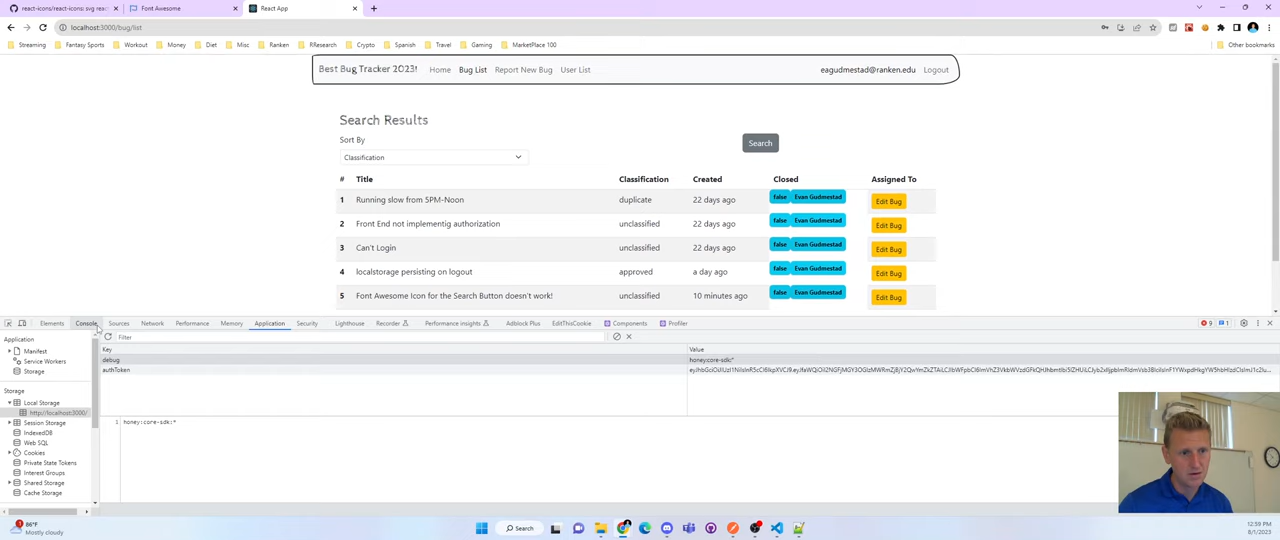 react-icons/react-icons: svg rea
Font Awesome
React App
localhost:3000/bug/list
Streaming Fantasy Sports Workout Money Diet Misc Ranken RResearch Crypto Spanish Travel Gaming MarketPlace 100 Other bookmarks
Best Bug Tracker 2023! Home Bug List Report New Bug User List eagudmestad@ranken.edu Logout
Search Results
Sort By
Classification
Search
# Title Classification Created Closed Assigned To
1 Running slow from 5PM-Noon duplicate 22 days ago false Evan Gudmestad Edit Bug
2 Front End not implementig authorization unclassified 22 days ago false Evan Gudmestad Edit Bug
3 Can't Login unclassified 22 days ago false Evan Gudmestad Edit Bug
4 localstorage persisting on logout approved a day ago false Evan Gudmestad Edit Bug
5 Font Awesome Icon for the Search Button doesn't work! unclassified 10 minutes ago false Evan Gudmestad Edit Bug
Elements Console Sources Network Performance Memory Application Security Lighthouse Recorder Performance insights Adblock Plus EditThisCookie Components Profiler 9 1
Application
Manifest
Service Workers
Storage
Storage
Local Storage
http://localhost:3000/
Session Storage
IndexedDB
Web SQL
Cookies
Private State Tokens
Interest Groups
Shared Storage
Cache Storage
Filter
Key Value
debug honey:core-sdk:*
authToken
1 honey:core-sdk:*
86°F
Mostly cloudy
Search
12:59 PM
8/1/2023